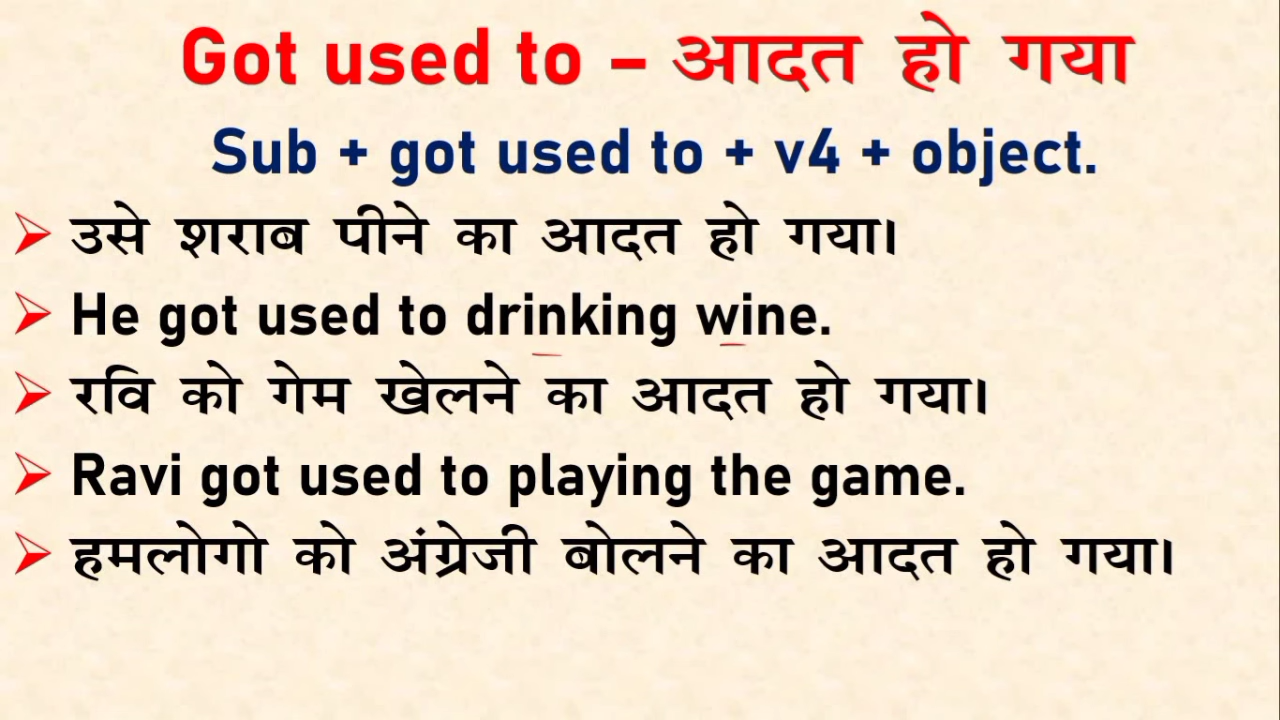 Got used to – आदत हो गया
Sub + got used to + v4 + object.
उसे शराब पीने का आदत हो गया।
He got used to drinking wine.
रवि को गेम खेलने का आदत हो गया।
Ravi got used to playing the game.
हमलोगो को अंग्रेजी बोलने का आदत हो गया।